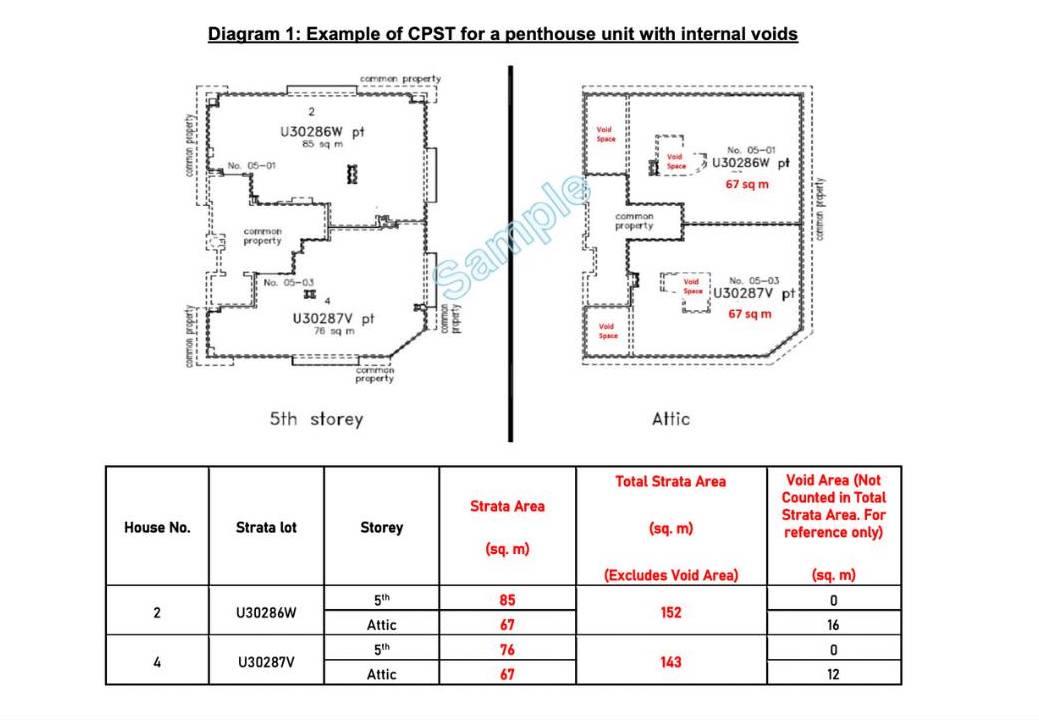 Diagram 1: Example of CPST for a penthouse unit with internal voids
common property
common property
2
U30286W pt
85 sq m
No. 05-01
common
property
No. 05-03
4
U30287V pt
76 sq m
common property
common
property
common
property
5th storey
Sample
Void
Space
Void
Space
No. 05-01
U30286W pt
67 sq m
common
property
common property
Void
Space
No. 05-03
U30287V pt
67 sq m
Void
Space
Attic
House No.
Strata lot
Storey
Strata Area
(sq. m)
Total Strata Area
(sq. m)
(Excludes Void Area)
Void Area (Not
Counted in Total
Strata Area. For
reference only)
(sq. m)
2
U30286W
5th
85
152
0
Attic
67
16
4
U30287V
5th
76
143
0
Attic
67
12